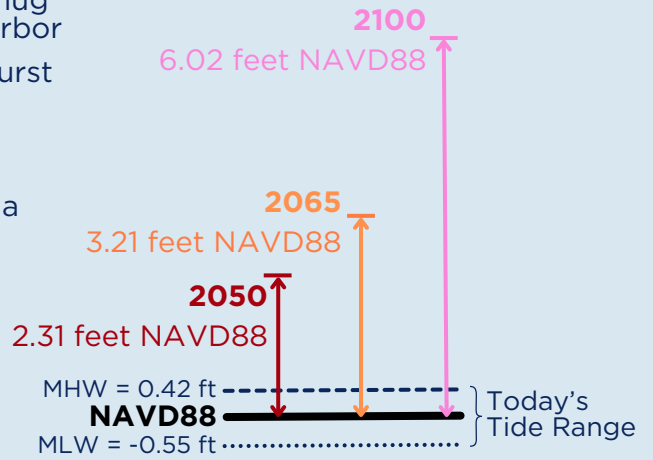 2100
6.02 feet NAVD88
2065
3.21 feet NAVD88
2050
2.31 feet NAVD88
MHW = 0.42 ft
NAVD88
MLW = -0.55 ft
Today's
Tide Range
a